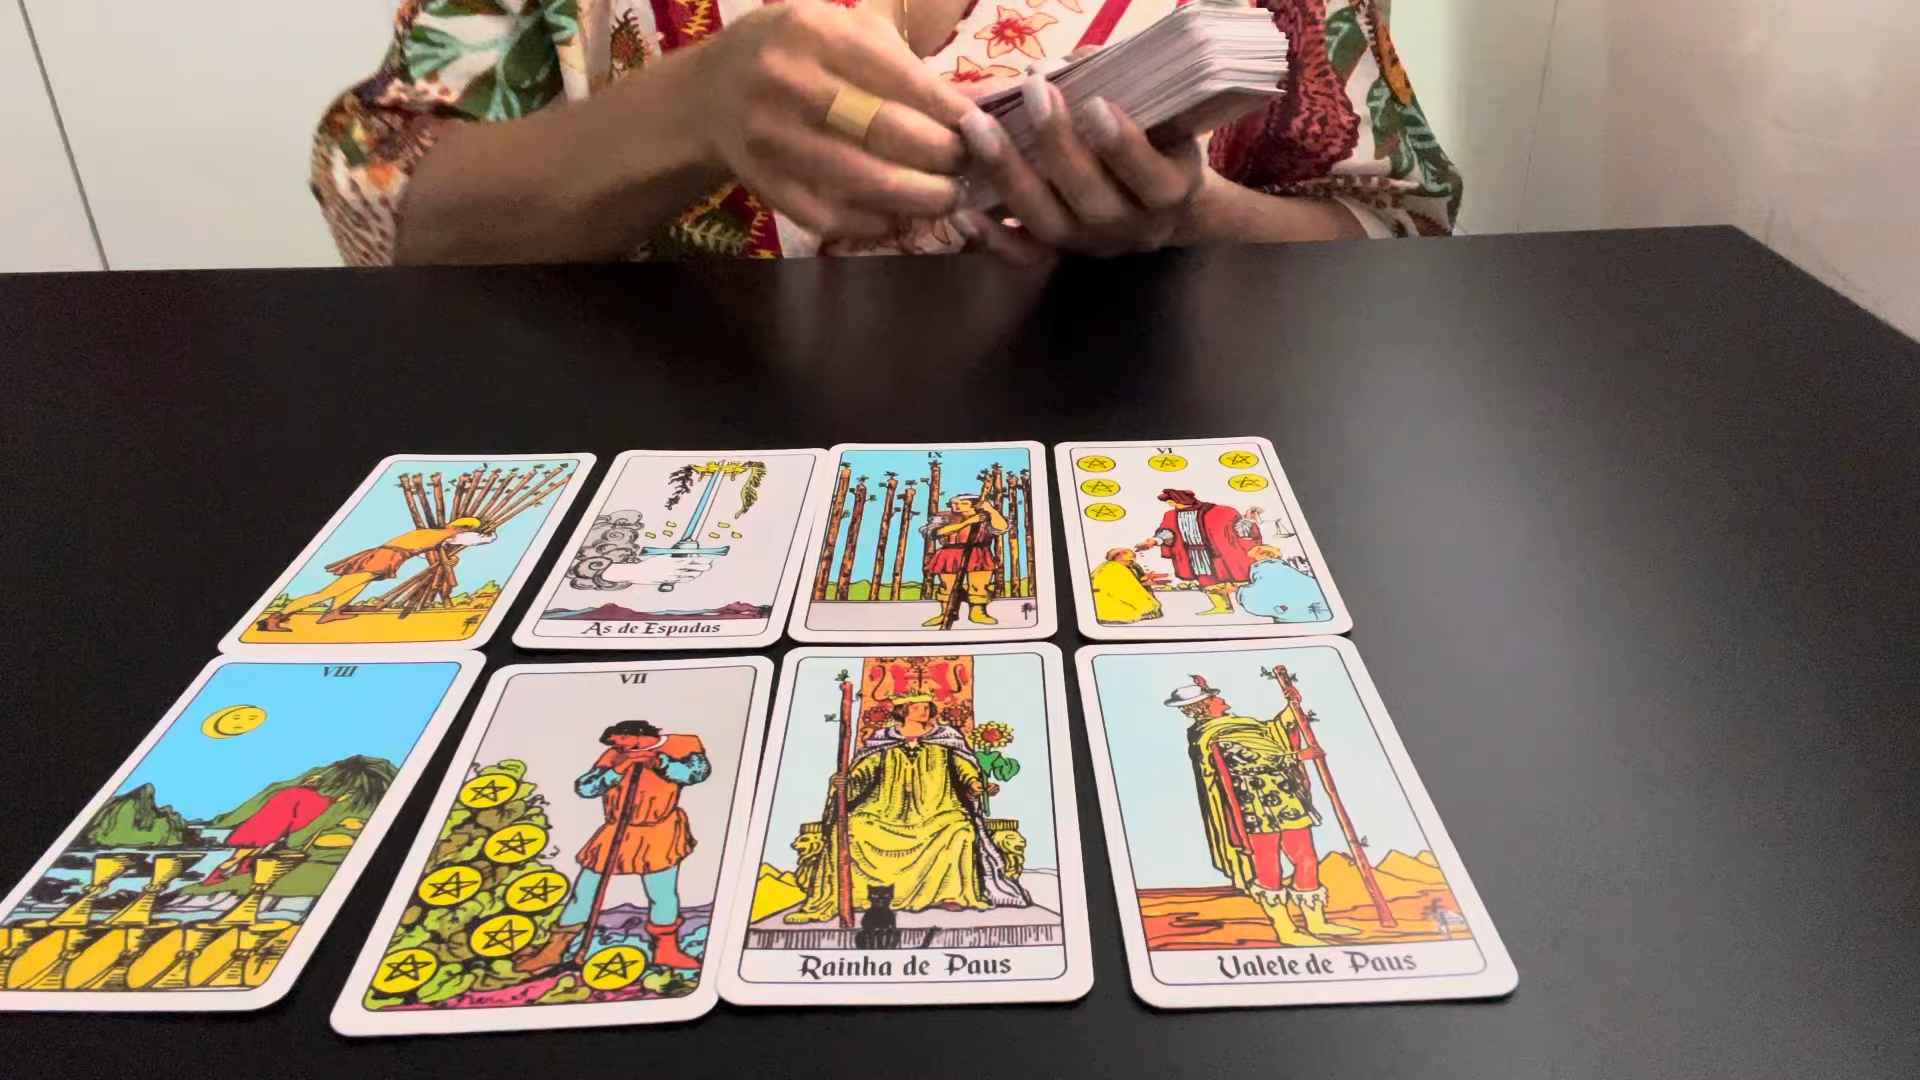 As de Espadas
IX
VI
VIII
VII
Rainha de Paus
Valete de Paus